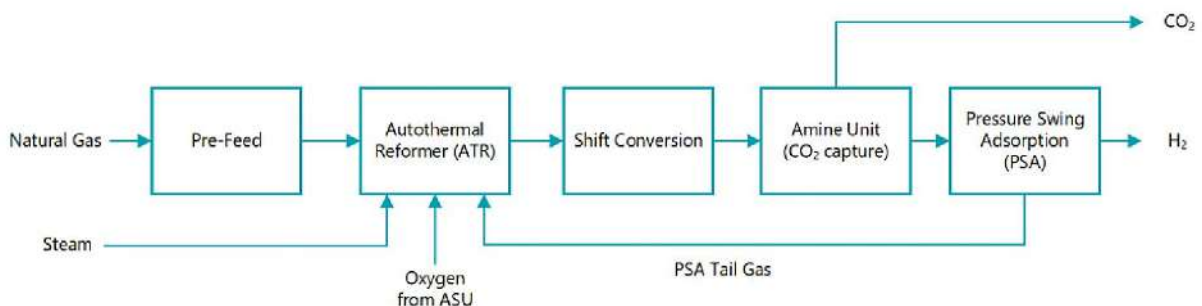 CO₂
Natural Gas
Pre-Feed
Autothermal
Reformer (ATR)
Shift Conversion
Amine Unit
(CO₂ capture)
Pressure Swing
Adsorption
(PSA)
H₂
Steam
Oxygen
from ASU
PSA Tail Gas